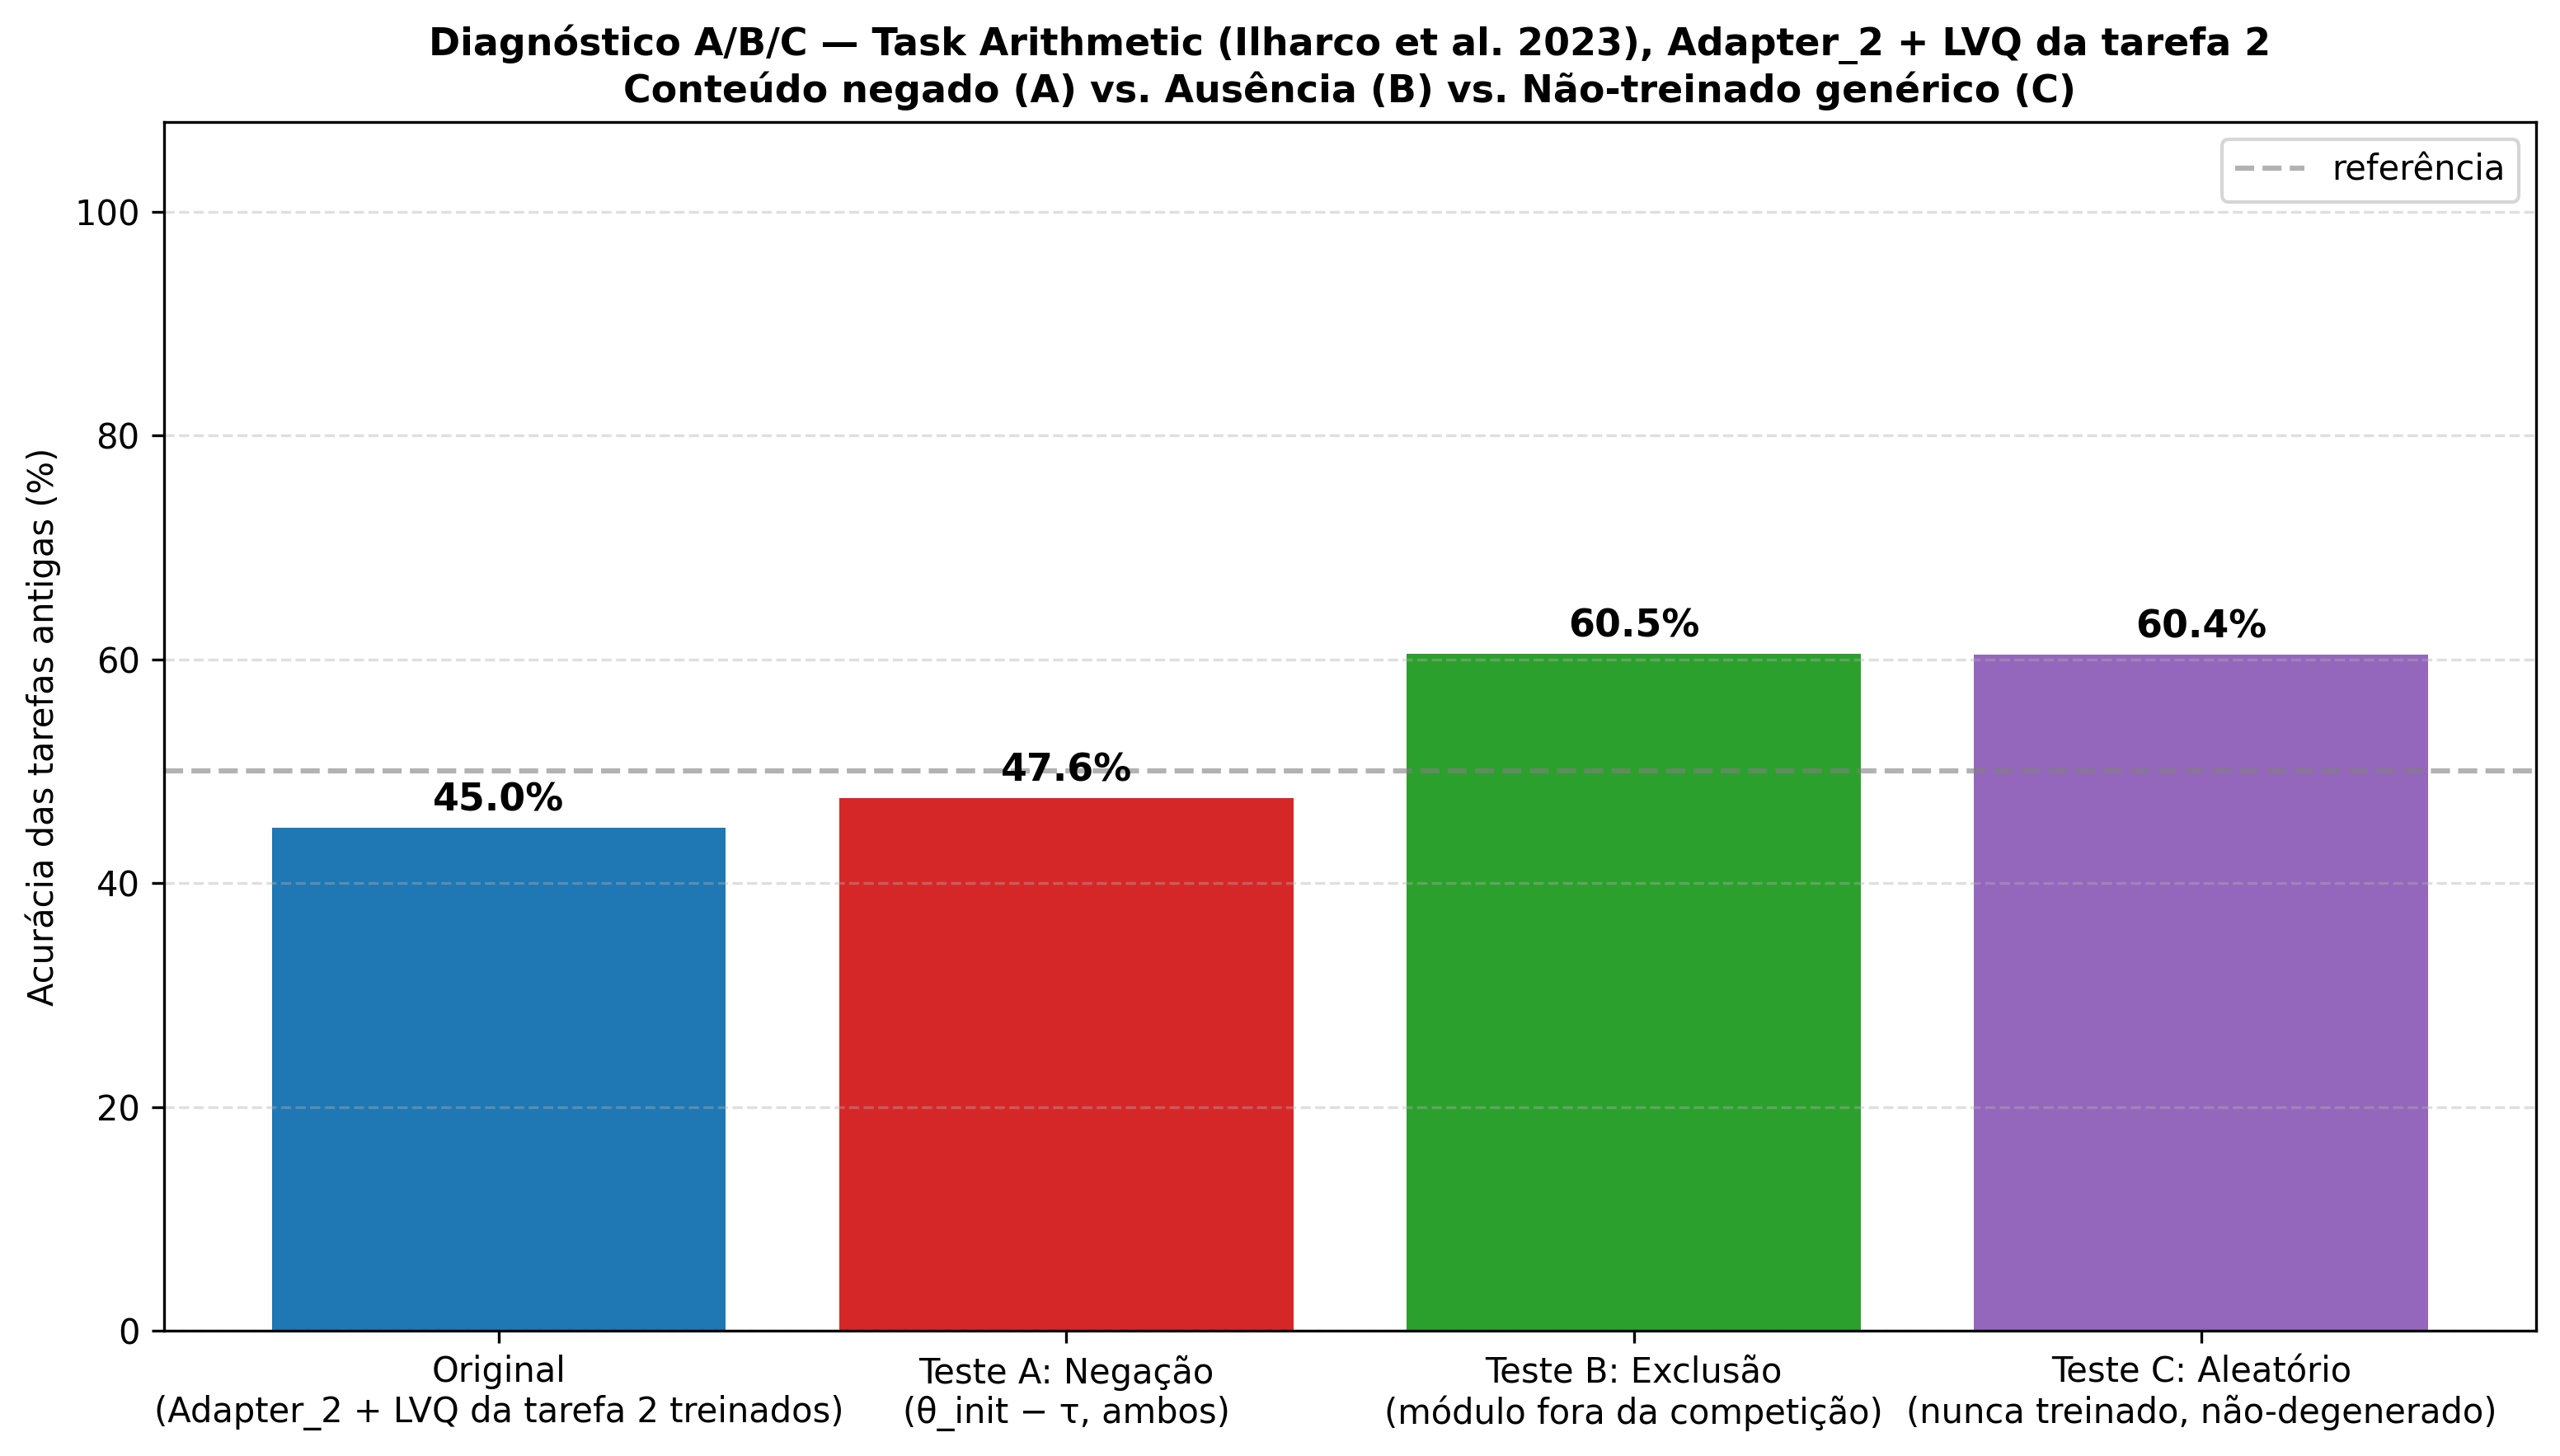 Diagnóstico A/B/C — Task Arithmetic (Ilharco et al. 2023), Adapter_2 + LVQ da tarefa 2
Conteúdo negado (A) vs. Ausência (B) vs. Não-treinado genérico (C)
referência
Acurácia das tarefas antigas (%)
100
80
60
40
20
0
45.0%
47.6%
60.5%
60.4%
Original
(Adapter_2 + LVQ da tarefa 2 treinados)
Teste A: Negação
(θ_init − τ, ambos)
Teste B: Exclusão
(módulo fora da competição)
Teste C: Aleatório
(nunca treinado, não-degenerado)